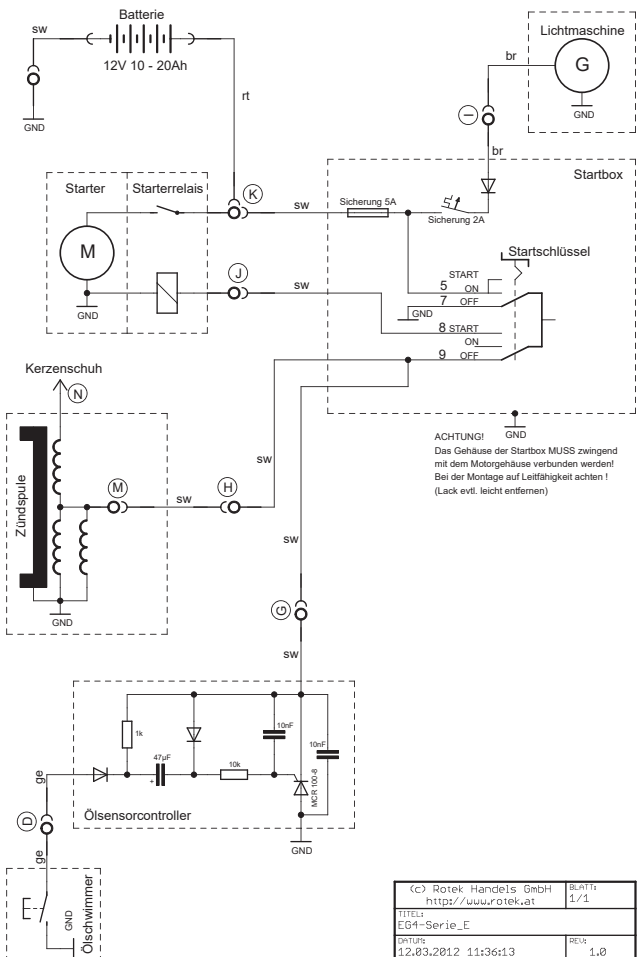 Batterie
sw
12V 10 - 20Ah
GND
rt
Lichtmaschine
br
G
GND
I
br
Startbox
Starter
Starterrelais
K
sw
Sicherung 5A
Sicherung 2A
M
GND
J
sw
Startschlüssel
START
5 ON
7 OFF
GND
8 START
ON
9 OFF
GND
ACHTUNG!
Das Gehäuse der Startbox MUSS zwingend
mit dem Motorgehäuse verbunden werden!
Bei der Montage auf Leitfähigkeit achten !
(Lack evtl. leicht entfernen)
Kerzenschuh
N
Zündspule
M
sw
H
sw
GND
sw
G
sw
1k
47µF
+
10k
10nF
10nF
MCR 100-8
Ölsensorcontroller
GND
ge
D
ge
GND
Ölschwimmer
(c) Rotek Handels GmbH
http://www.rotek.at
BLATT:
1/1
TITEL:
EG4-Serie_E
DATUM:
12.03.2012 11:36:13
REV:
1.0